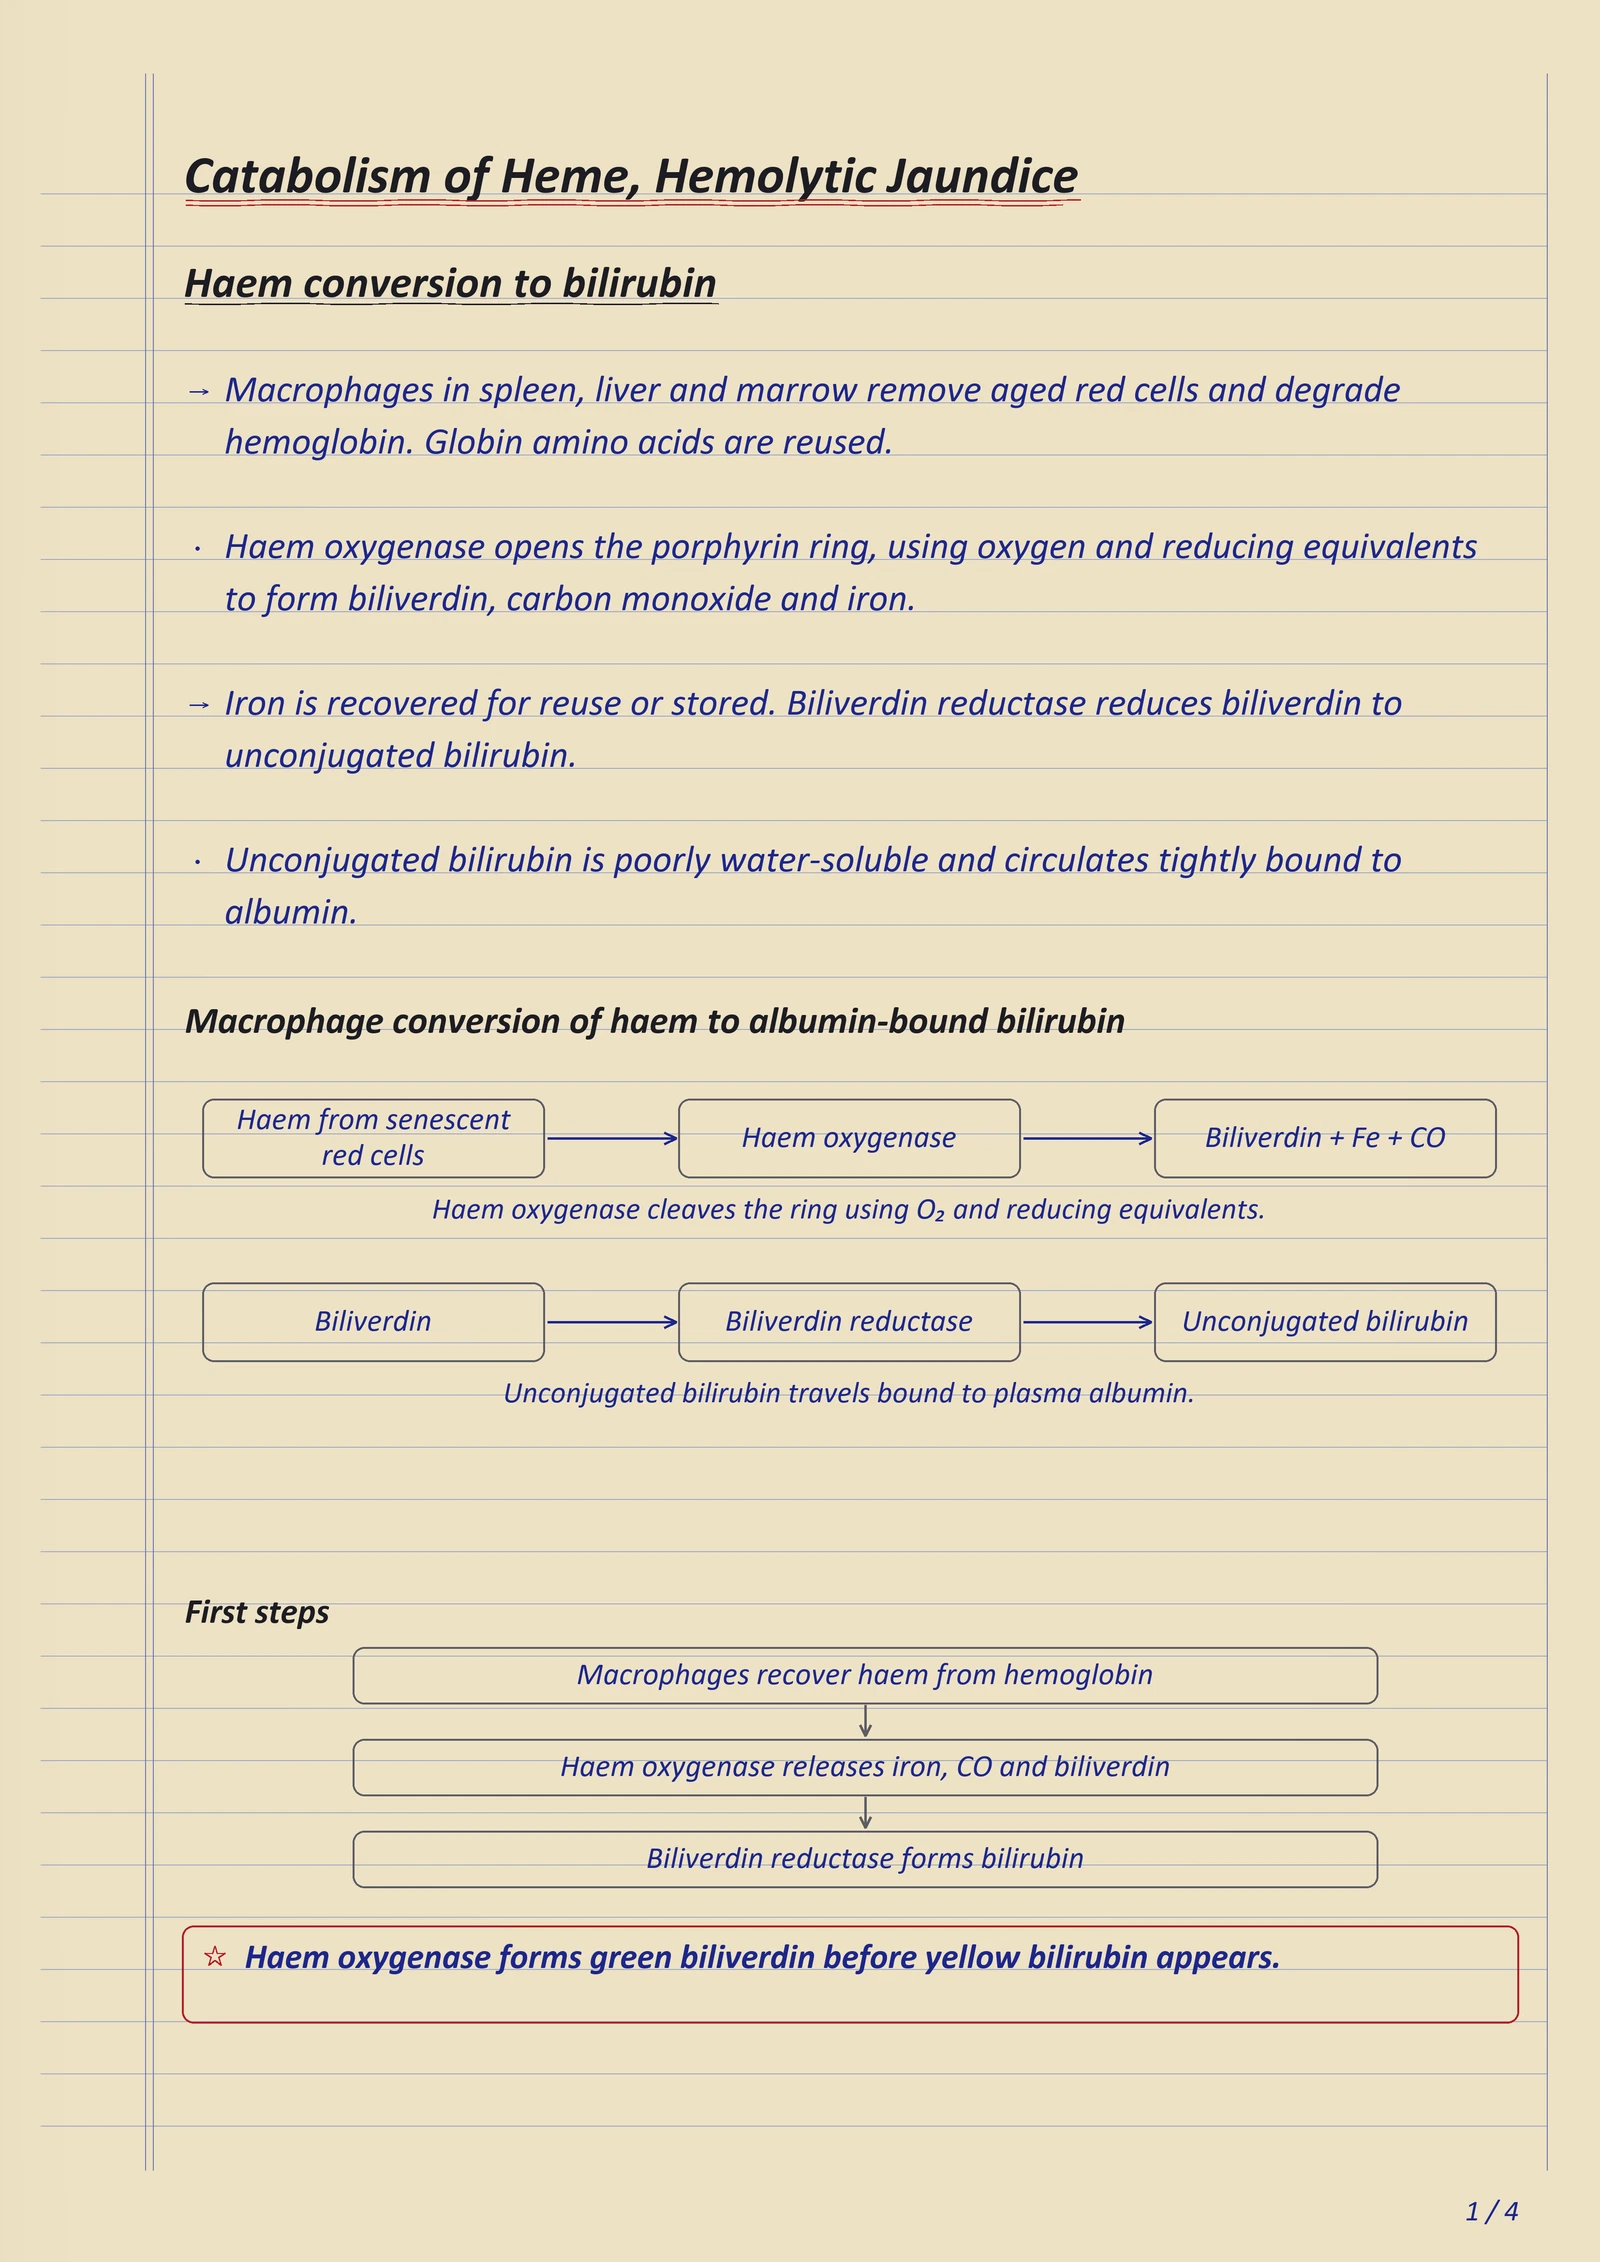 Catabolism of Heme, Hemolytic Jaundice
Haem conversion to bilirubin
→ Macrophages in spleen, liver and marrow remove aged red cells and degrade
hemoglobin. Globin amino acids are reused.
· Haem oxygenase opens the porphyrin ring, using oxygen and reducing equivalents
to form biliverdin, carbon monoxide and iron.
→ Iron is recovered for reuse or stored. Biliverdin reductase reduces biliverdin to
unconjugated bilirubin.
· Unconjugated bilirubin is poorly water-soluble and circulates tightly bound to
albumin.
Macrophage conversion of haem to albumin-bound bilirubin
Haem from senescent
red cells
Haem oxygenase
Biliverdin + Fe + CO
Haem oxygenase cleaves the ring using O₂ and reducing equivalents.
Biliverdin
Biliverdin reductase
Unconjugated bilirubin
Unconjugated bilirubin travels bound to plasma albumin.
First steps
Macrophages recover haem from hemoglobin
Haem oxygenase releases iron, CO and biliverdin
Biliverdin reductase forms bilirubin
☆ Haem oxygenase forms green biliverdin before yellow bilirubin appears.
1 / 4